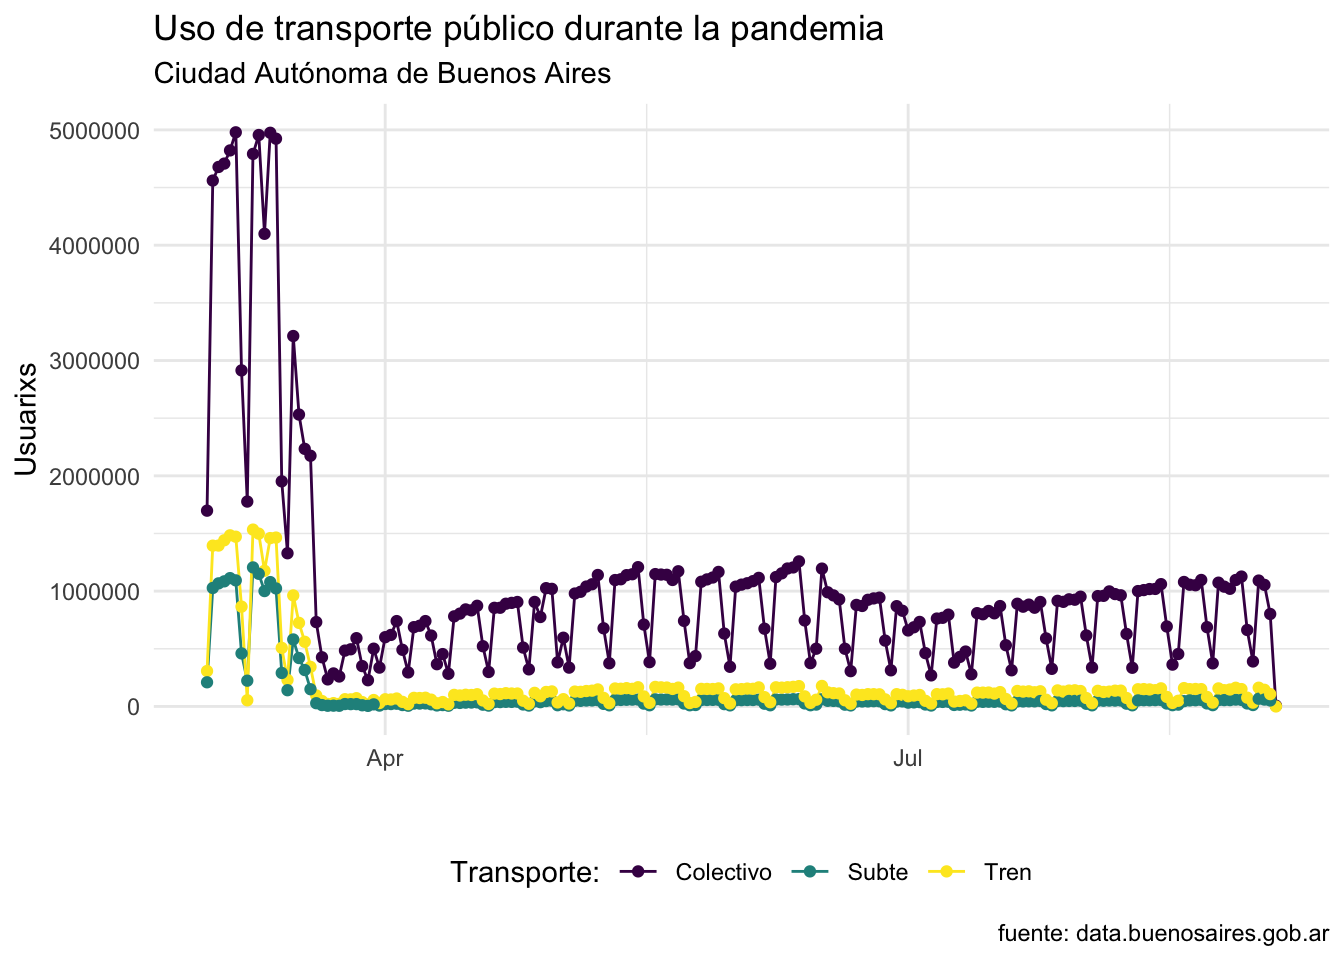 Uso de transporte público durante la pandemia
Ciudad Autónoma de Buenos Aires
Usuarixs
5000000
4000000
3000000
2000000
1000000
0
Apr Jul
Transporte: Colectivo Subte Tren
fuente: data.buenosaires.gob.ar